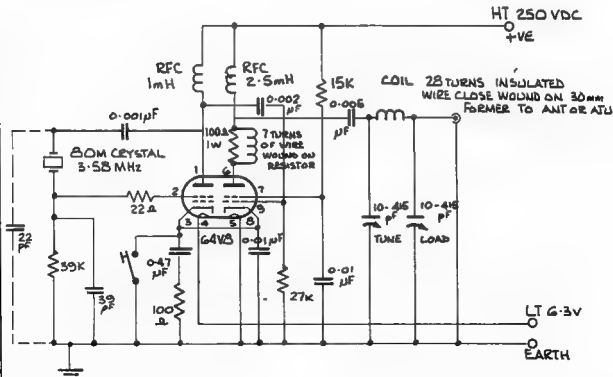 HT 250 VDC
+VE
RFC
1mH
RFC
2·5mH
15K
COIL 28 TURNS INSULATED
WIRE CLOSE WOUND ON 30mm
FORMER TO ANT OR ATU
0·001µF
0·002
µF
0·005
µF
100Ω
1W
7 TURNS
OF WIRE
WOUND ON
RESISTOR
80M CRYSTAL
3·58 MHz
1
6
2
7
9
22Ω
3
4
5
8
6AV8
10-415
pF
TUNE
10-415
pF
LOAD
22
pF
39K
39
pF
0·47
µF
0·01
µF
100
Ω
27K
0·01
µF
LT 6·3V
EARTH